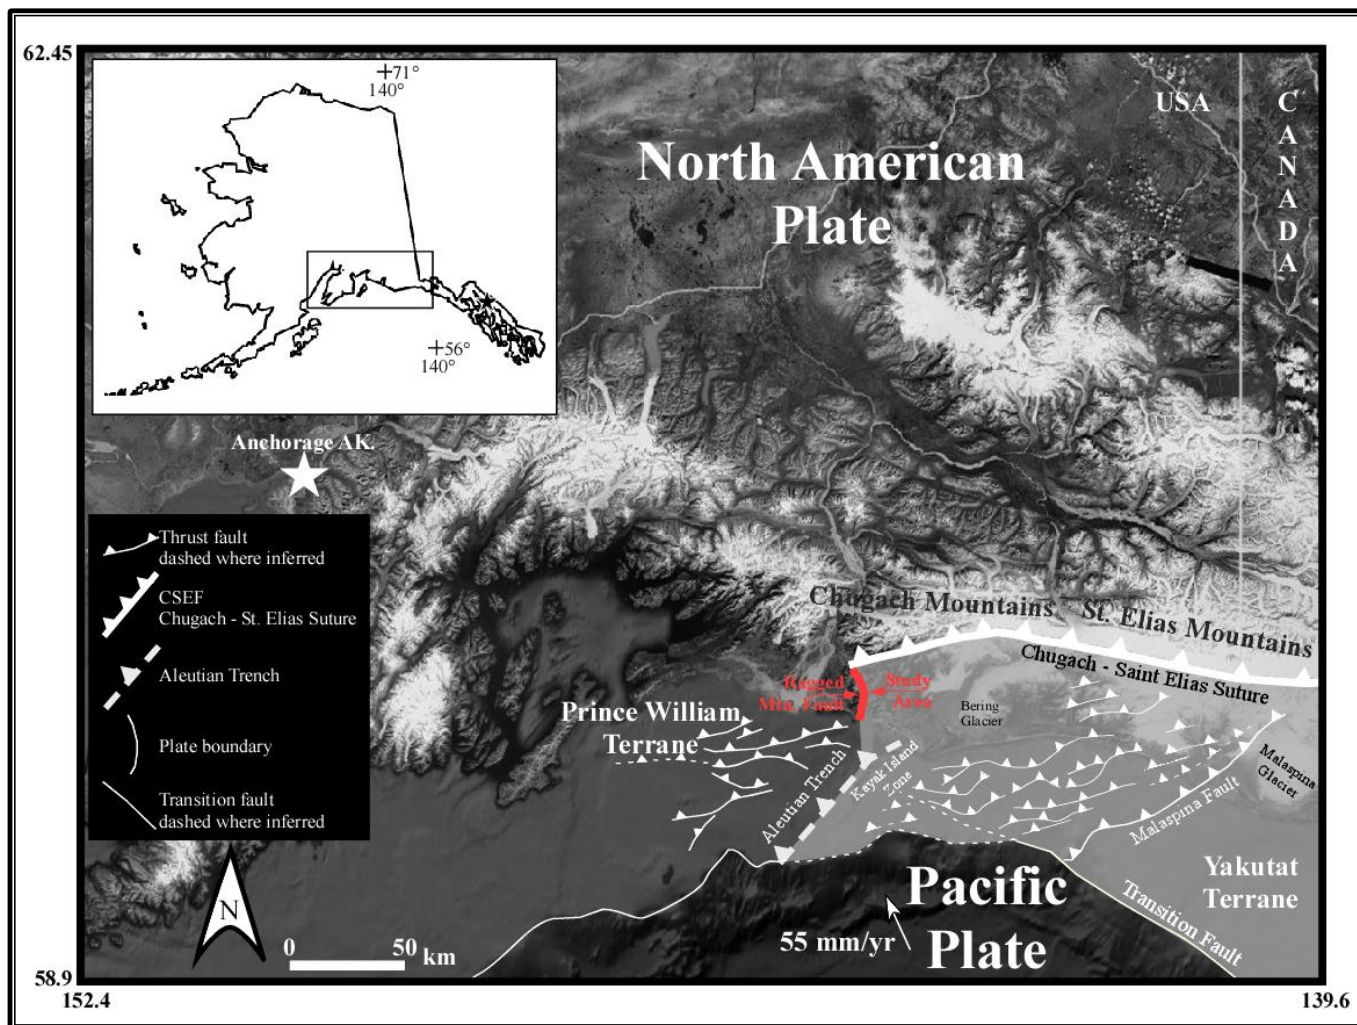 62.45
71°
140°
56°
140°
USA
C
A
N
A
D
A
North American
Plate
Anchorage AK.
Thrust fault
dashed where inferred
CSEF
Chugach - St. Elias Suture
Aleutian Trench
Plate boundary
Transition fault
dashed where inferred
Chugach Mountains
St. Elias Mountains
Chugach - Saint Elias Suture
Ragged
Mtn. Fault
Study
Area
Bering
Glacier
Prince William
Terrane
Aleutian Trench
Kayak Island
Zone
Malaspina
Glacier
Malaspina Fault
Yakutat
Terrane
Transition Fault
Pacific
Plate
55 mm/yr
N
0
50
km
58.9
152.4
139.6